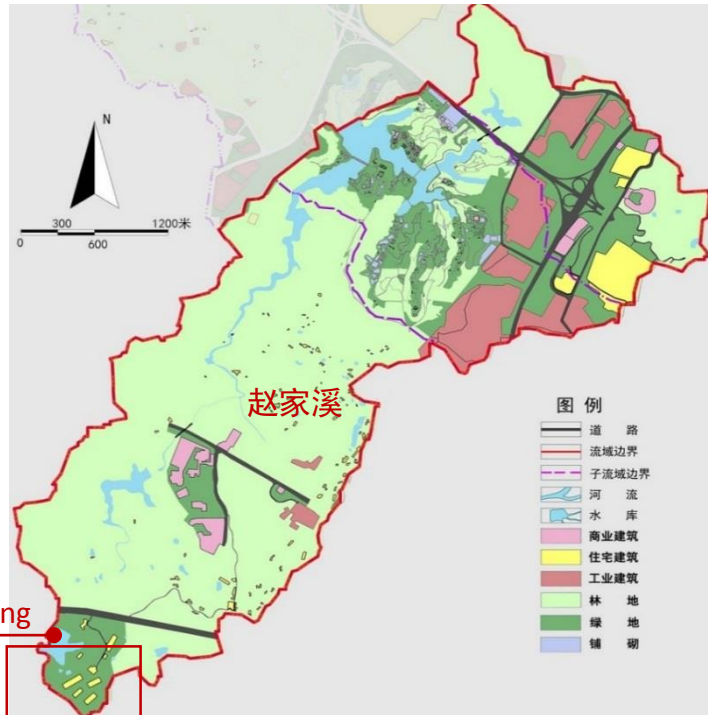 N
300
1200米
0
600
赵家溪
图 例
道 路
流域边界
子流域边界
河 流
水 库
商业建筑
住宅建筑
工业建筑
林 地
绿 地
铺 砌
ng